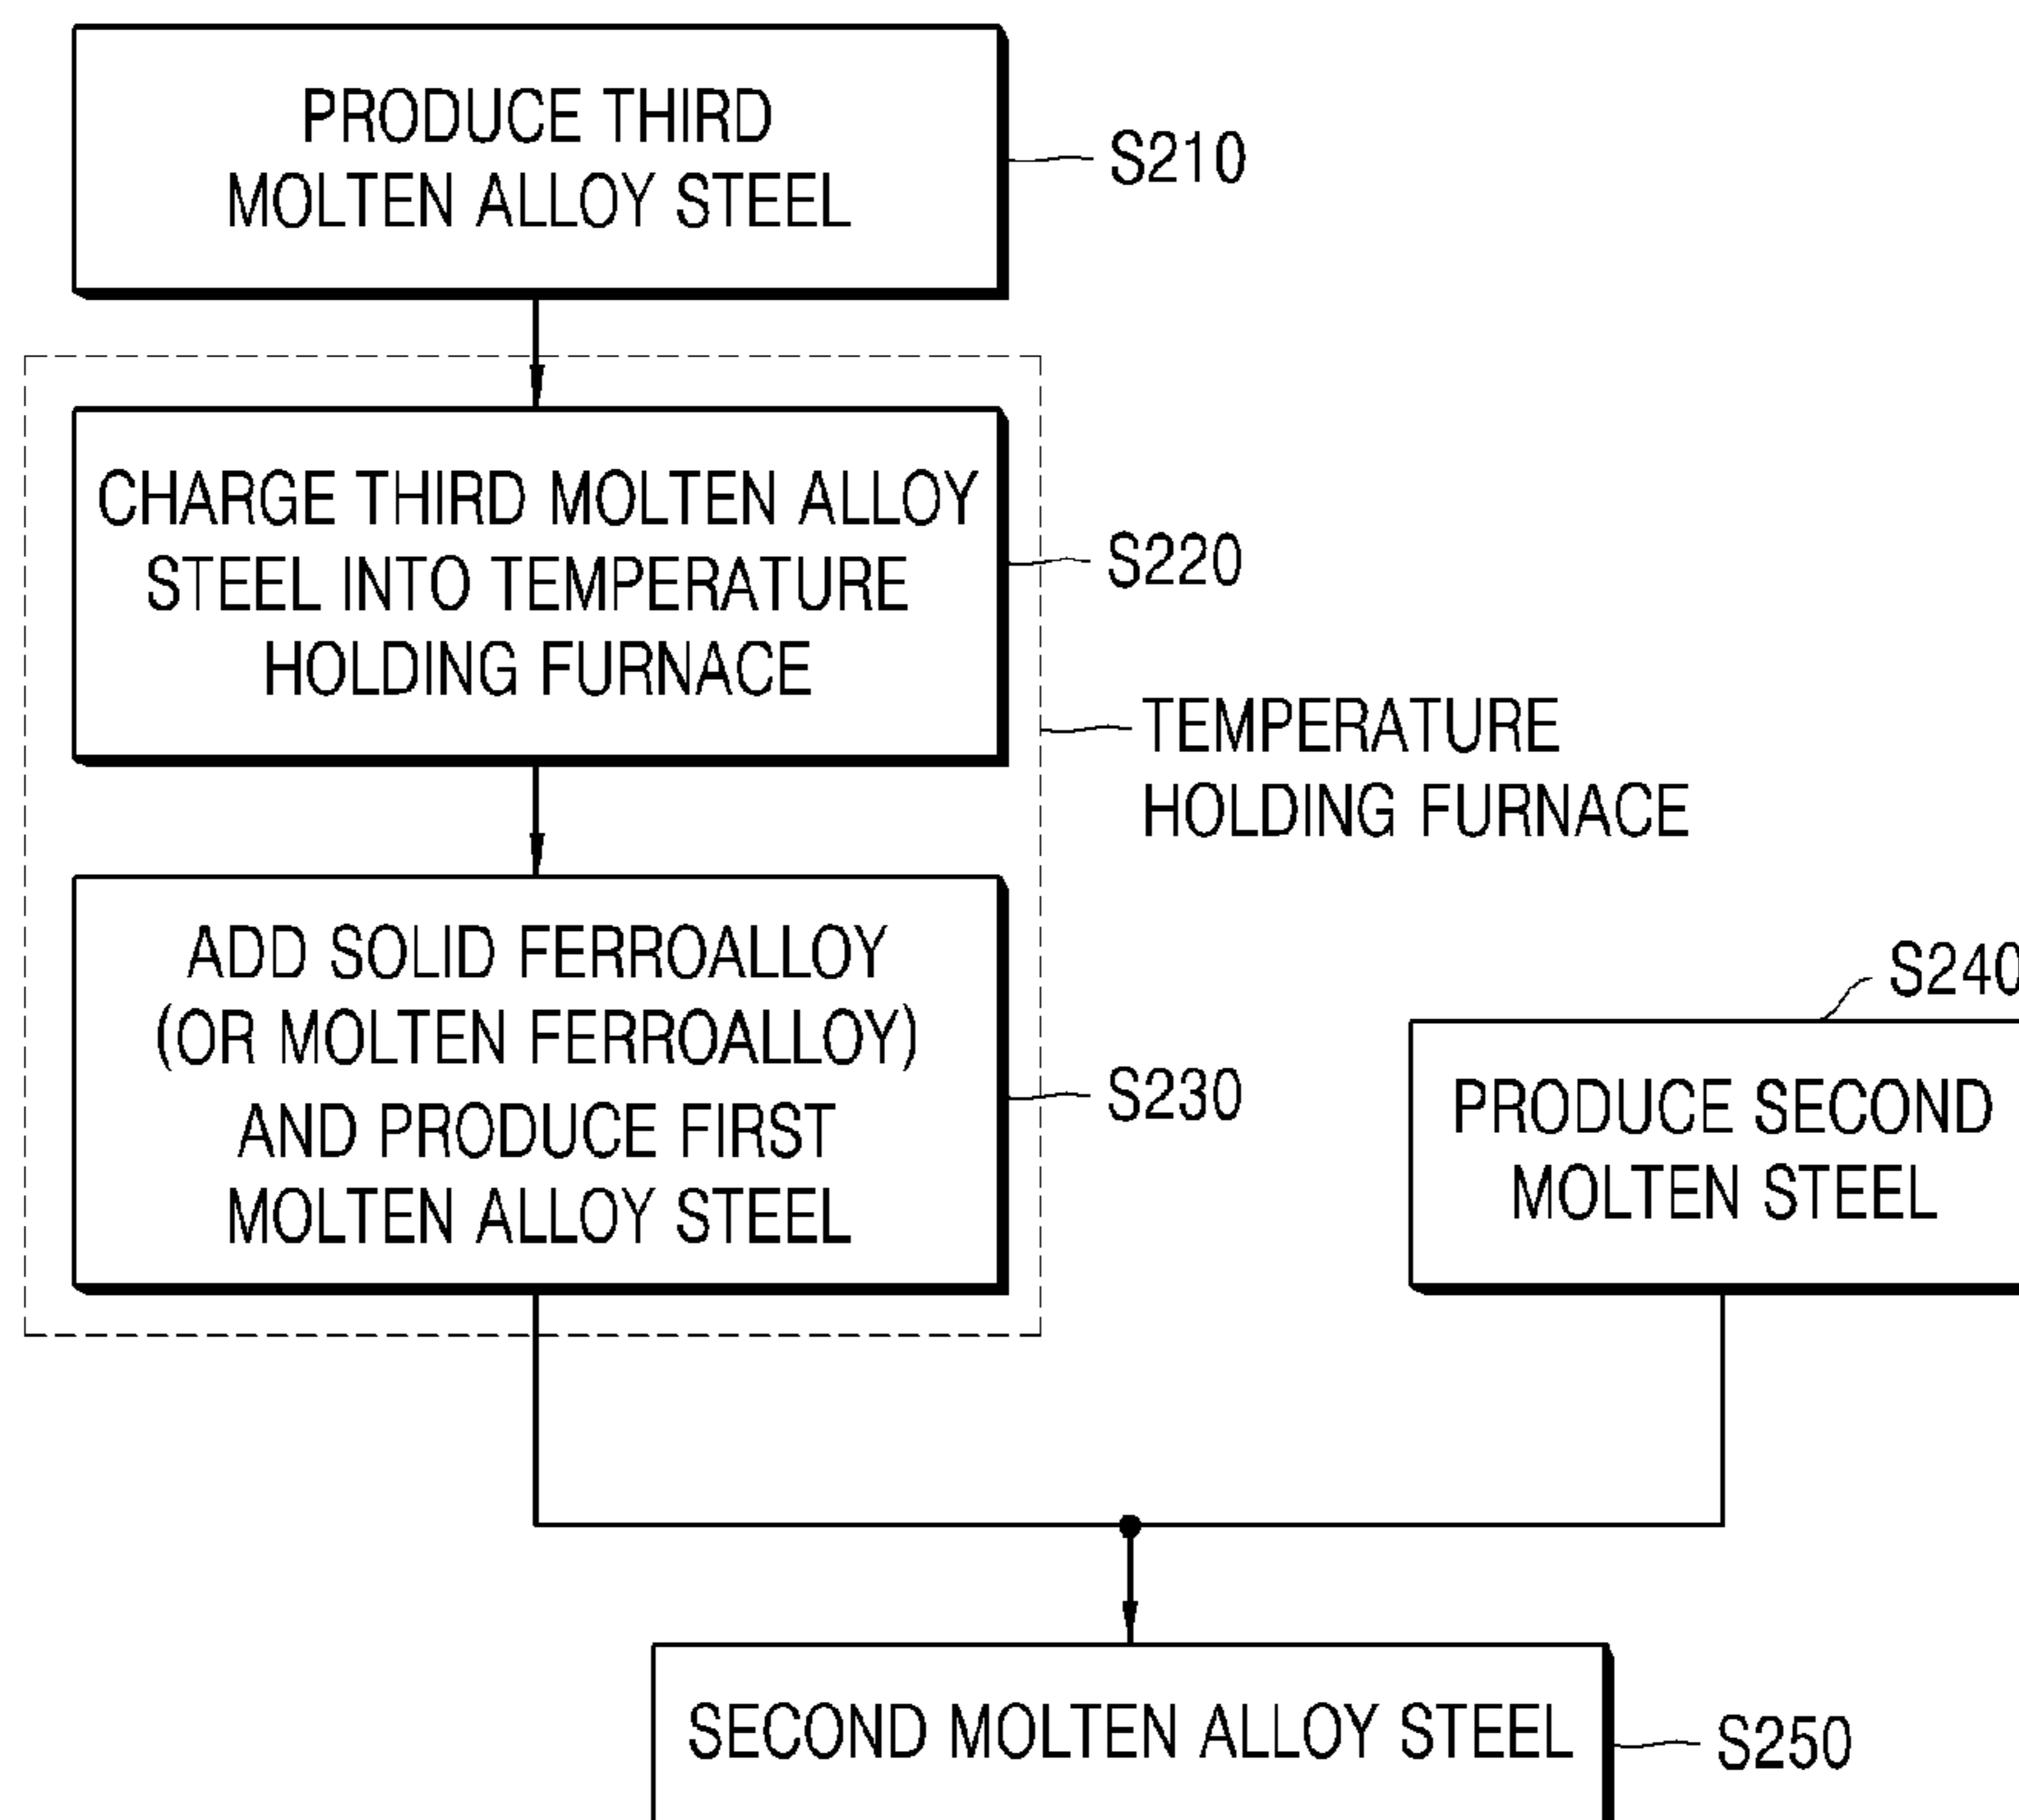 PRODUCE THIRD
MOLTEN ALLOY STEEL
S210
CHARGE THIRD MOLTEN ALLOY
STEEL INTO TEMPERATURE
HOLDING FURNACE
S220
TEMPERATURE
HOLDING FURNACE
ADD SOLID FERROALLOY
(OR MOLTEN FERROALLOY)
AND PRODUCE FIRST
MOLTEN ALLOY STEEL
S230
S240
PRODUCE SECOND
MOLTEN STEEL
SECOND MOLTEN ALLOY STEEL
S250